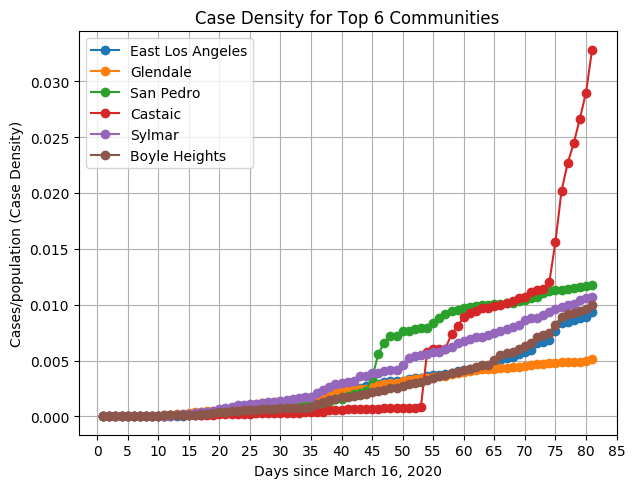 Case Density for Top 6 Communities
East Los Angeles
Glendale
San Pedro
Castaic
Sylmar
Boyle Heights
Cases/population (Case Density)
0.030
0.025
0.020
0.015
0.010
0.005
0.000
0 5 10 15 20 25 30 35 40 45 50 55 60 65 70 75 80 85
Days since March 16, 2020